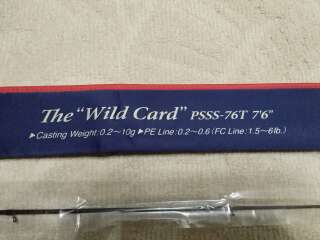 The “Wild Card” PSSS-76T 7'6"
▶Casting Weight:0.2~10g▶PE Line:0.2~0.6(FC Line:1.5~6lb.)